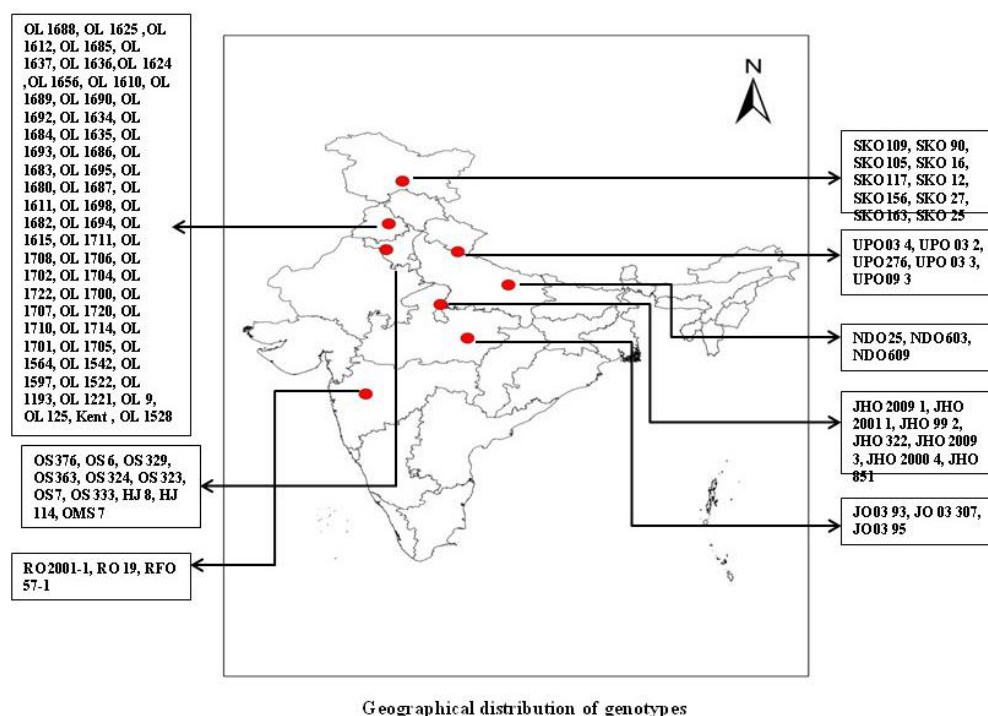 OL 1688, OL 1625 ,OL
1612, OL 1685, OL
1637, OL 1636,OL 1624
,OL 1656, OL 1610, OL
1689, OL 1690, OL
1692, OL 1634, OL
1684, OL 1635, OL
1693, OL 1686, OL
1683, OL 1695, OL
1680, OL 1687, OL
1611, OL 1698, OL
1682, OL 1694, OL
1615, OL 1711, OL
1708, OL 1706, OL
1702, OL 1704, OL
1722, OL 1700, OL
1707, OL 1720, OL
1710, OL 1714, OL
1701, OL 1705, OL
1564, OL 1542, OL
1597, OL 1522, OL
1193, OL 1221, OL 9,
OL 125, Kent , OL 1528
OS 376, OS 6, OS 329,
OS 363, OS 324, OS 323,
OS 7, OS 333, HJ 8, HJ
114, OMS 7
RO 2001-1, RO 19, RFO
57-1
N
SKO 109, SKO 90,
SKO 105, SKO 16,
SKO 117, SKO 12,
SKO 156, SKO 27,
SKO 163, SKO 25
UPO 03 4, UPO 03 2,
UPO 276, UPO 03 3,
UPO 09 3
NDO 25, NDO 603,
NDO 609
JHO 2009 1, JHO
2001 1, JHO 99 2,
JHO 322, JHO 2009
3, JHO 2000 4, JHO
851
JO 03 93, JO 03 307,
JO 03 95
Geographical distribution of genotypes